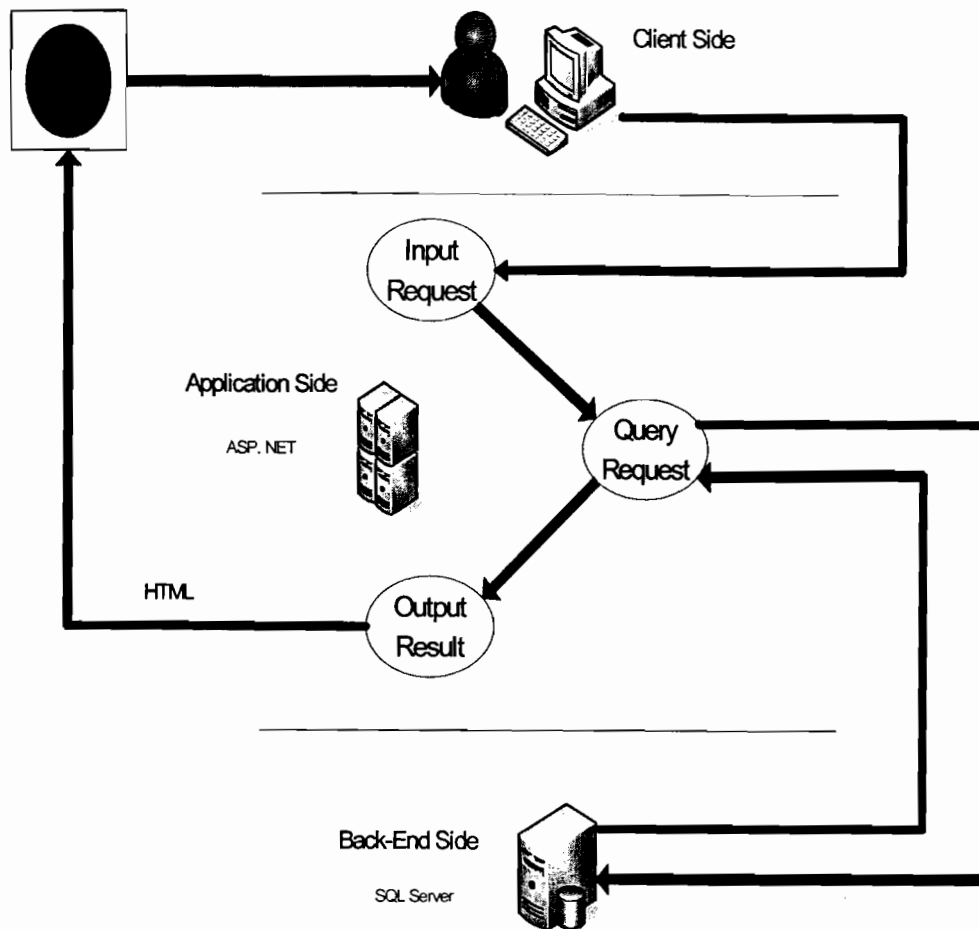 Client Side
Input
Request
Application Side
ASP. NET
Query
Request
HTML
Output
Result
Back-End Side
SQL Server